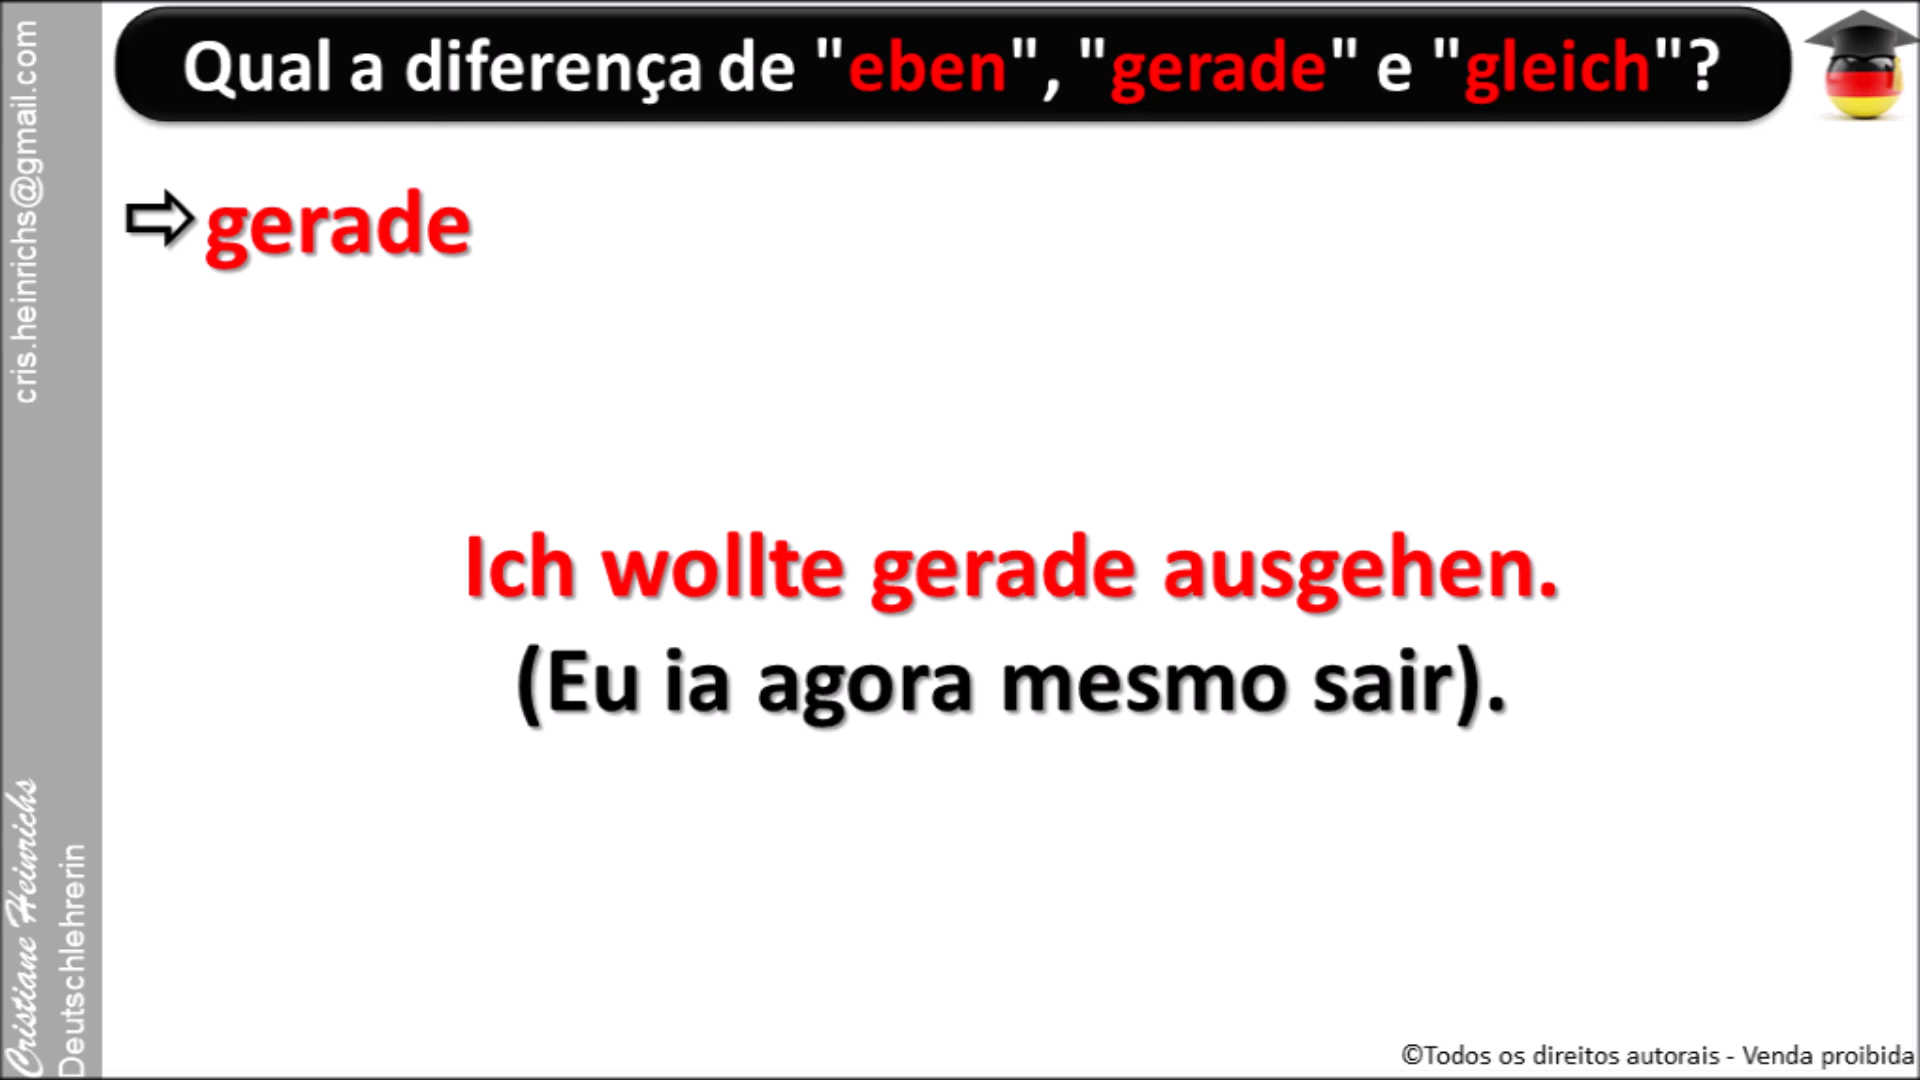 Qual a diferença de "eben", "gerade" e "gleich"?
gerade
Ich wollte gerade ausgehen.
(Eu ia agora mesmo sair).
cris.heinrichs@gmail.com
Cristiane Heinrichs
Deutschlehrerin
©Todos os direitos autorais - Venda proibida